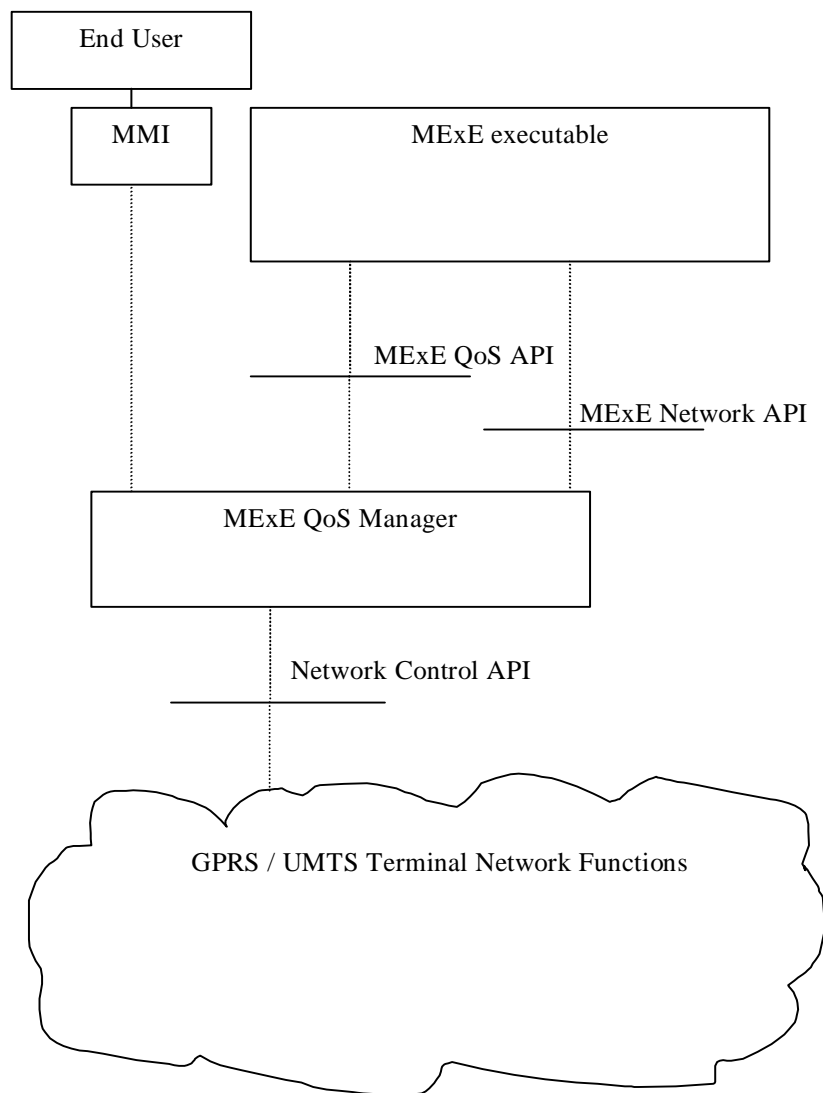 End User
MMI
MExE executable
MExE QoS API
MExE Network API
MExE QoS Manager
Network Control API
GPRS / UMTS Terminal Network Functions